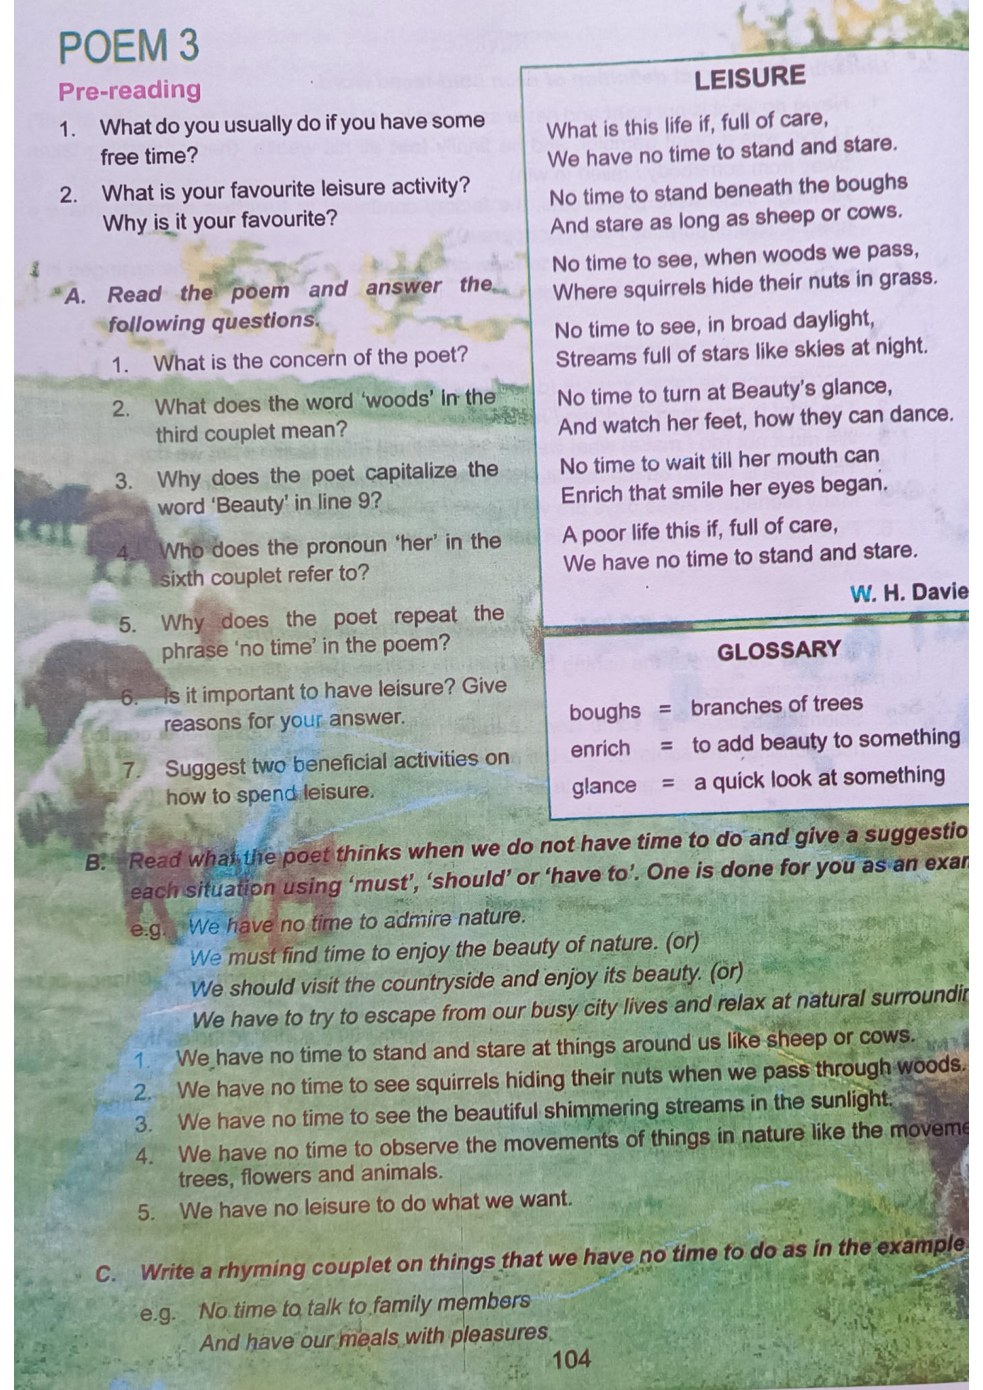 POEM 3
Pre-reading
1. What do you usually do if you have some
free time?
2. What is your favourite leisure activity?
Why is it your favourite?
A. Read the poem and answer the
following questions.
1. What is the concern of the poet?
2. What does the word ‘woods’ in the
third couplet mean?
3. Why does the poet capitalize the
word ‘Beauty’ in line 9?
4. Who does the pronoun ‘her’ in the
sixth couplet refer to?
5. Why does the poet repeat the
phrase ‘no time’ in the poem?
6. Is it important to have leisure? Give
reasons for your answer.
7. Suggest two beneficial activities on
how to spend leisure.
LEISURE
What is this life if, full of care,
We have no time to stand and stare.
No time to stand beneath the boughs
And stare as long as sheep or cows.
No time to see, when woods we pass,
Where squirrels hide their nuts in grass.
No time to see, in broad daylight,
Streams full of stars like skies at night.
No time to turn at Beauty's glance,
And watch her feet, how they can dance.
No time to wait till her mouth can
Enrich that smile her eyes began.
A poor life this if, full of care,
We have no time to stand and stare.
W. H. Davie
GLOSSARY
boughs = branches of trees
enrich = to add beauty to something
glance = a quick look at something
B. Read what the poet thinks when we do not have time to do and give a suggestio
each situation using ‘must’, ‘should’ or ‘have to’. One is done for you as an exam
e.g. We have no time to admire nature.
We must find time to enjoy the beauty of nature. (or)
We should visit the countryside and enjoy its beauty. (or)
We have to try to escape from our busy city lives and relax at natural surroundin
1. We have no time to stand and stare at things around us like sheep or cows.
2. We have no time to see squirrels hiding their nuts when we pass through woods.
3. We have no time to see the beautiful shimmering streams in the sunlight.
4. We have no time to observe the movements of things in nature like the moveme
trees, flowers and animals.
5. We have no leisure to do what we want.
C. Write a rhyming couplet on things that we have no time to do as in the example
e.g. No time to talk to family members
And have our meals with pleasures.
104